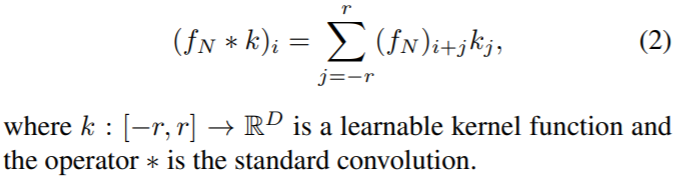 (f_N * k)_i = \sum_{j=-r}^{r} (f_N)_{i+j} k_j, (2)
where k : [−r, r] → ℝ^D is a learnable kernel function and
the operator ∗ is the standard convolution.